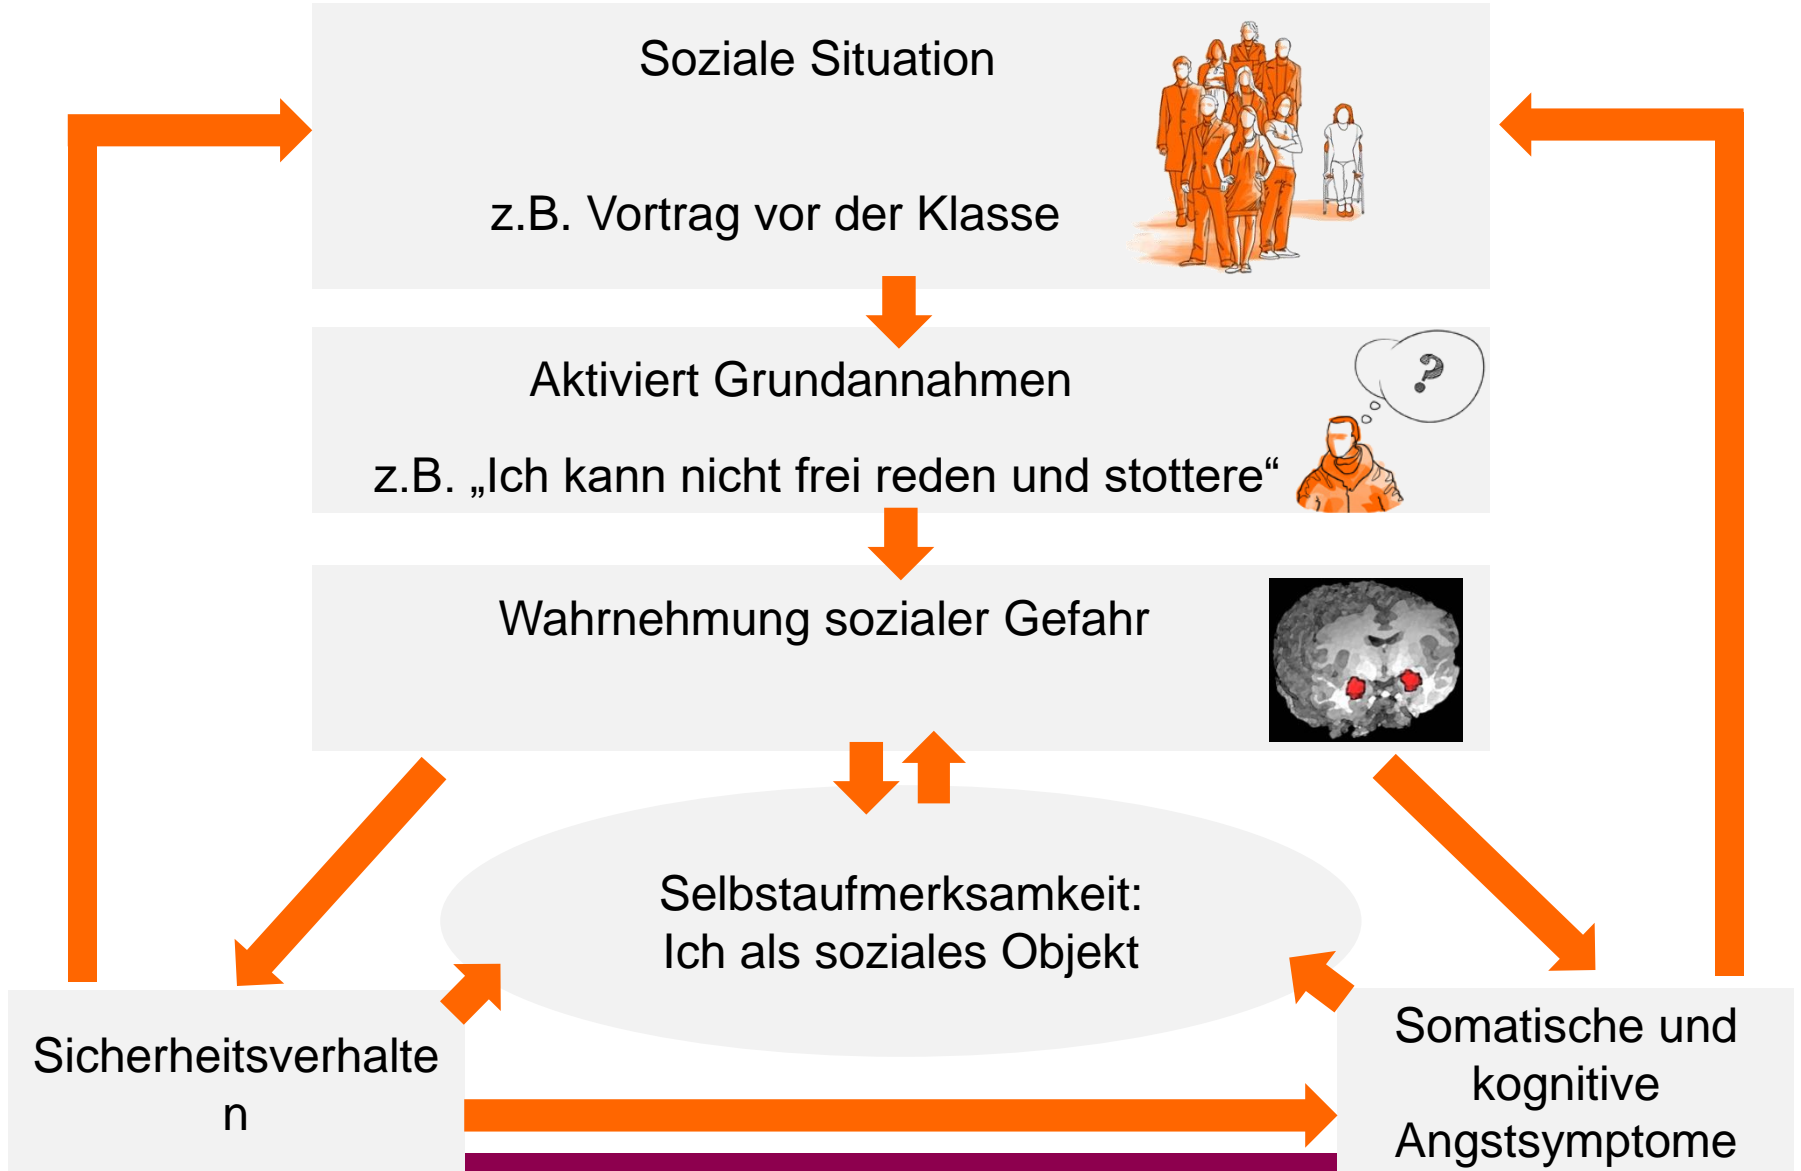 Soziale Situation
z.B. Vortrag vor der Klasse
Aktiviert Grundannahmen
?
z.B. „Ich kann nicht frei reden und stottere“
Wahrnehmung sozialer Gefahr
Selbstaufmerksamkeit:
Ich als soziales Objekt
Sicherheitsverhalte
n
Somatische und
kognitive
Angstsymptome